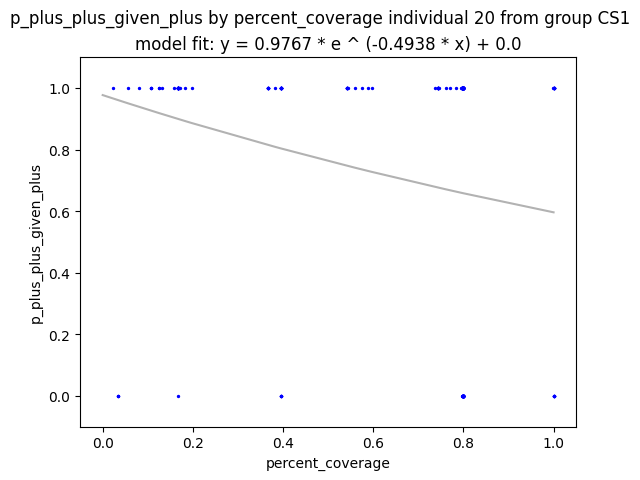 p_plus_plus_given_plus by percent_coverage individual 20 from group CS1
model fit: y = 0.9767 * e ^ (-0.4938 * x) + 0.0
p_plus_plus_given_plus
1.0
0.8
0.6
0.4
0.2
0.0
0.0 0.2 0.4 0.6 0.8 1.0
percent_coverage